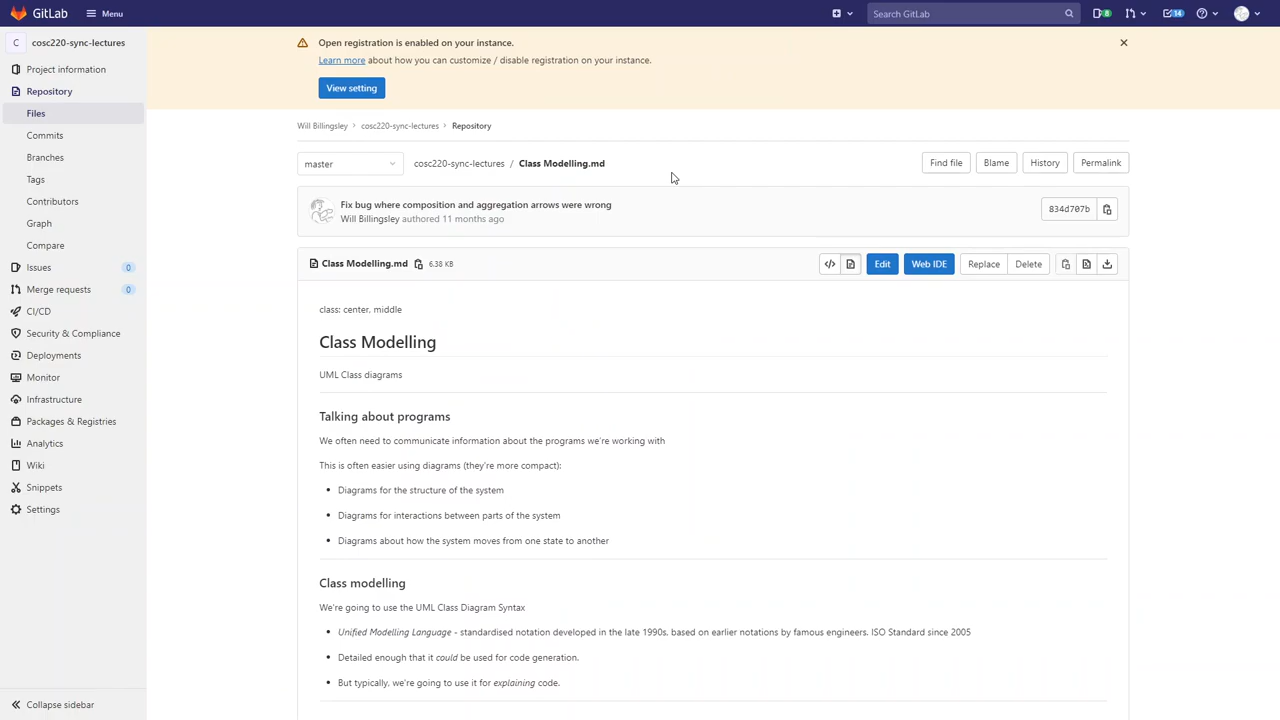 GitLab
Menu
Search GitLab
8
14
C cosc220-sync-lectures
Project information
Repository
Files
Commits
Branches
Tags
Contributors
Graph
Compare
Issues 0
Merge requests 0
CI/CD
Security & Compliance
Deployments
Monitor
Infrastructure
Packages & Registries
Analytics
Wiki
Snippets
Settings
Collapse sidebar
Open registration is enabled on your instance.
Learn more about how you can customize / disable registration on your instance.
View setting
Will Billingsley cosc220-sync-lectures Repository
master
cosc220-sync-lectures / Class Modelling.md
Find file Blame History Permalink
Fix bug where composition and aggregation arrows were wrong
Will Billingsley authored 11 months ago
834d707b
Class Modelling.md 6.38 KB
Edit Web IDE Replace Delete
class: center, middle
Class Modelling
UML Class diagrams
Talking about programs
We often need to communicate information about the programs we're working with
This is often easier using diagrams (they're more compact):
• Diagrams for the structure of the system
• Diagrams for interactions between parts of the system
• Diagrams about how the system moves from one state to another
Class modelling
We're going to use the UML Class Diagram Syntax
• Unified Modelling Language - standardised notation developed in the late 1990s, based on earlier notations by famous engineers. ISO Standard since 2005
• Detailed enough that it could be used for code generation.
• But typically, we're going to use it for explaining code.